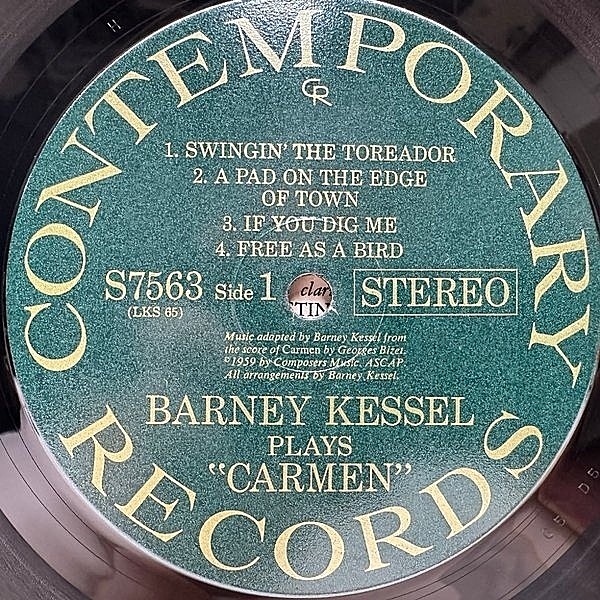 CONTEMPORARY
CR
1. SWINGIN' THE TOREADOR
2. A PAD ON THE EDGE
OF TOWN
3. IF YOU DIG ME
4. FREE AS A BIRD
S7563 Side 1
STEREO
(LKS 65)
clar
TIN
Music adapted by Barney Kessel from
the score of Carmen by Georges Bizet.
©1959 by Composers Music, ASCAP.
All arrangements by Barney Kessel.
BARNEY KESSEL
PLAYS
"CARMEN"
RECORDS
H
C5 D5